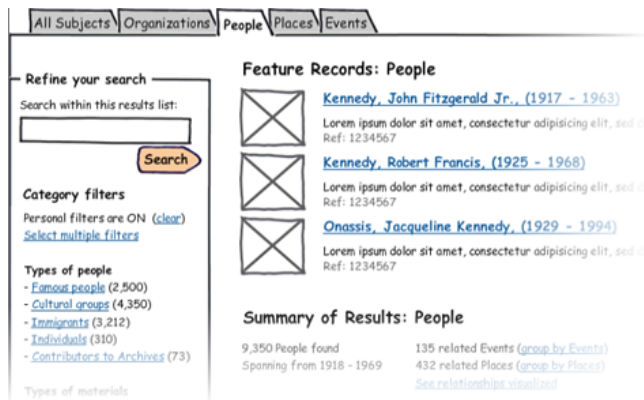 All Subjects Organizations People Places Events
Refine your search
Search within this results list:
Search
Category filters
Personal filters are ON (clear)
Select multiple filters
Types of people
- Famous people (2,500)
- Cultural groups (4,350)
- Immigrants (3,212)
- Individuals (310)
- Contributors to Archives (73)
Types of materials
Feature Records: People
Kennedy, John Fitzgerald Jr., (1917 - 1963)
Lorem ipsum dolor sit amet, consectetur adipisicing elit, sed
Ref: 1234567
Kennedy, Robert Francis, (1925 - 1968)
Lorem ipsum dolor sit amet, consectetur adipisicing elit, sed
Ref: 1234567
Onassis, Jacqueline Kennedy, (1929 - 1994)
Lorem ipsum dolor sit amet, consectetur adipisicing elit, sed
Ref: 1234567
Summary of Results: People
9,350 People found
Spanning from 1918 - 1969
135 related Events (group by Events)
432 related Places (group by Places)
See relationships visualized